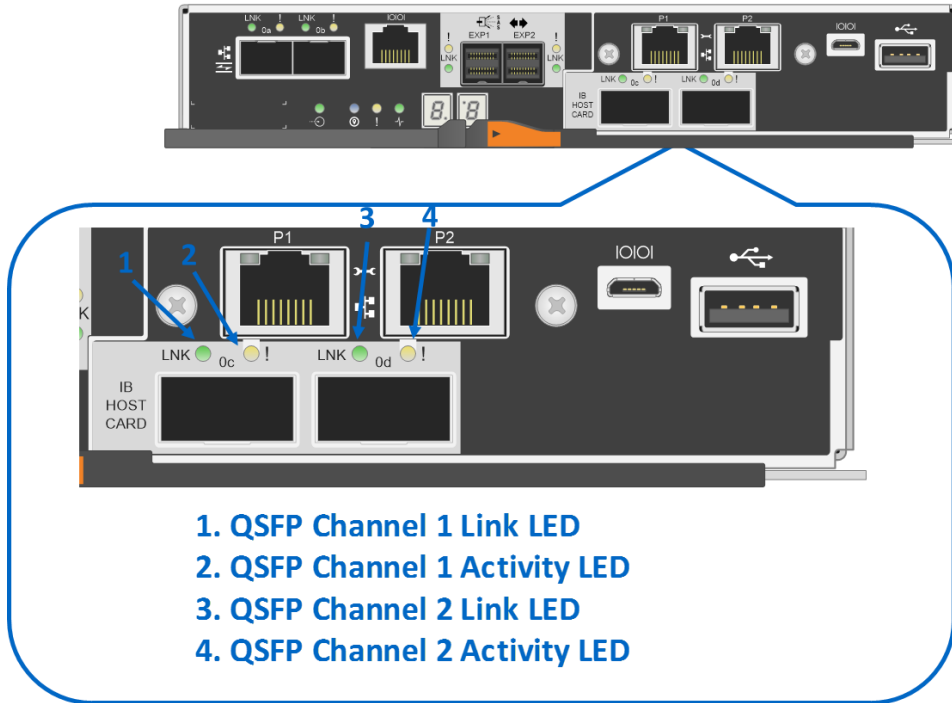 LNK ! LNK !
0a 0b
IOIOI
SAS
EXP1 EXP2
! !
LNK LNK
P1 P2
IOIOI
LNK 0c ! LNK 0d !
IB
HOST
CARD
!
8. 8
3 4
1 2
P1 P2
IOIOI
K
LNK 0c ! LNK 0d !
IB
HOST
CARD
1. QSFP Channel 1 Link LED
2. QSFP Channel 1 Activity LED
3. QSFP Channel 2 Link LED
4. QSFP Channel 2 Activity LED